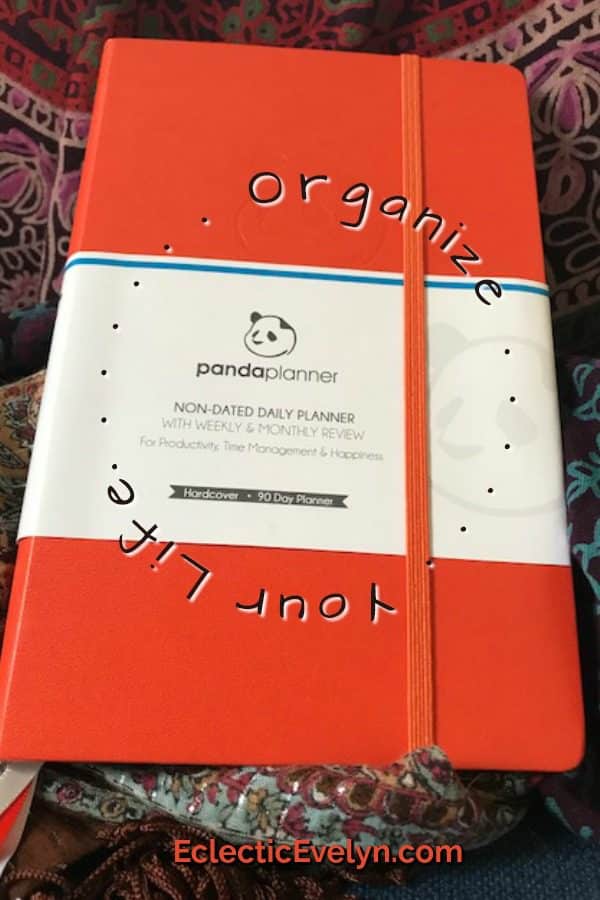 organize
your Life
pandaplanner
NON-DATED DAILY PLANNER
WITH WEEKLY & MONTHLY REVIEW
For Productivity, Time Management & Happiness
Hardcover • 90 Day Planner
EclecticEvelyn.com